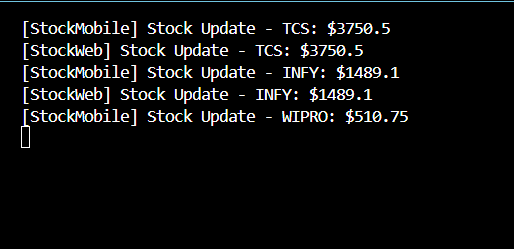 [StockMobile] Stock Update - TCS: $3750.5
[StockWeb] Stock Update - TCS: $3750.5
[StockMobile] Stock Update - INFY: $1489.1
[StockWeb] Stock Update - INFY: $1489.1
[StockMobile] Stock Update - WIPRO: $510.75